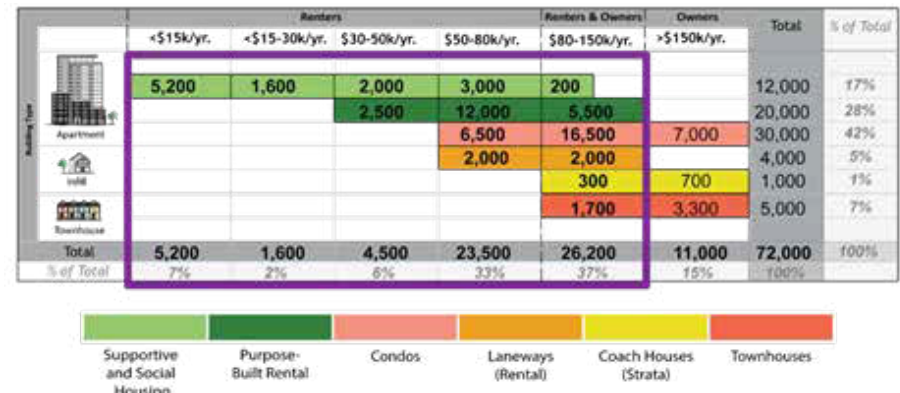 Renters Renters & Owners Owners Total % of Total
<$15k/yr. <$15-30k/yr. $30-50k/yr. $50-80k/yr. $80-150k/yr. >$150k/yr.
Building Type
5,200 1,600 2,000 3,000 200 12,000 17%
2,500 12,000 5,500 20,000 28%
Apartment 6,500 16,500 7,000 30,000 42%
2,000 2,000 4,000 5%
Infill 300 700 1,000 1%
1,700 3,300 5,000 7%
Rowhouse
Total 5,200 1,600 4,500 23,500 26,200 11,000 72,000 100%
% of Total 7% 2% 6% 33% 37% 15% 100%
Supportive and Social Housing
Purpose-Built Rental
Condos
Laneways (Rental)
Coach Houses (Strata)
Townhouses